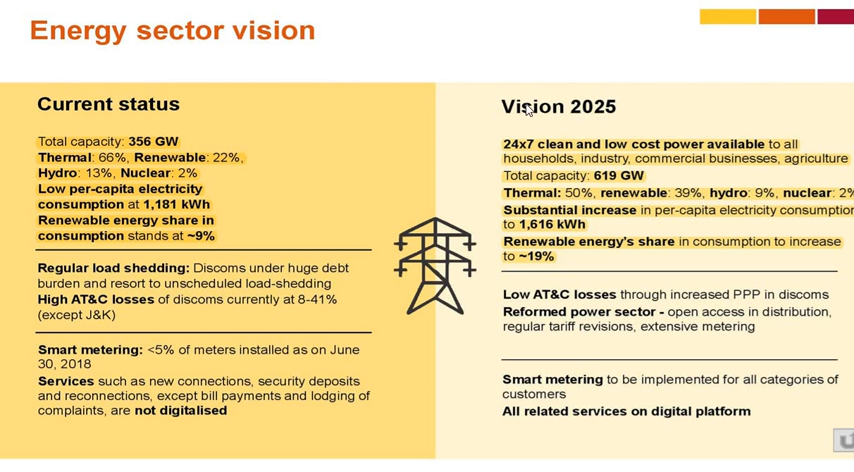 Energy sector vision
Current status
Total capacity: 356 GW
Thermal: 66%, Renewable: 22%,
Hydro: 13%, Nuclear: 2%
Low per-capita electricity
consumption at 1,181 kWh
Renewable energy share in
consumption stands at ~9%
Regular load shedding: Discoms under huge debt
burden and resort to unscheduled load-shedding
High AT&C losses of discoms currently at 8-41%
(except J&K)
Smart metering: <5% of meters installed as on June
30, 2018
Services such as new connections, security deposits
and reconnections, except bill payments and lodging of
complaints, are not digitalised
Vision 2025
24x7 clean and low cost power available to all
households, industry, commercial businesses, agriculture
Total capacity: 619 GW
Thermal: 50%, renewable: 39%, hydro: 9%, nuclear: 2%
Substantial increase in per-capita electricity consumption
to 1,616 kWh
Renewable energy's share in consumption to increase
to ~19%
Low AT&C losses through increased PPP in discoms
Reformed power sector - open access in distribution,
regular tariff revisions, extensive metering
Smart metering to be implemented for all categories of
customers
All related services on digital platform